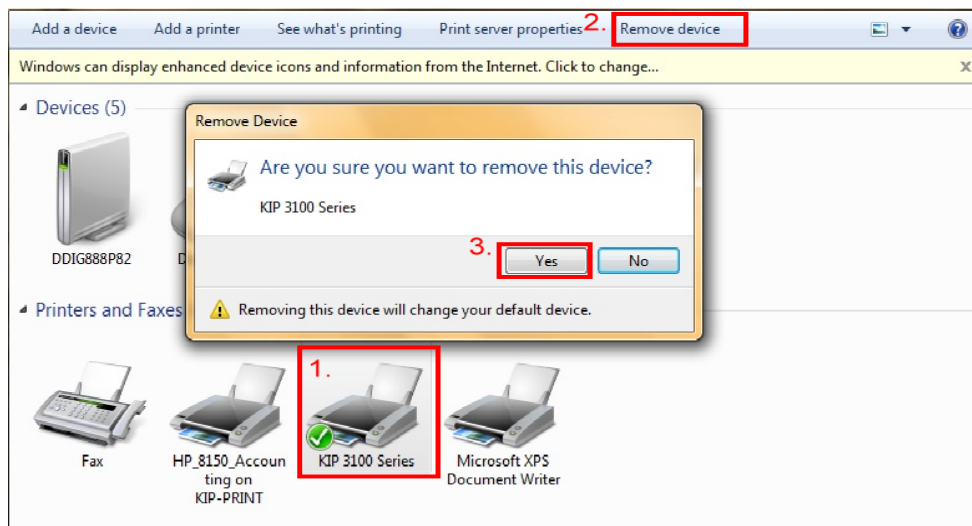 Add a device Add a printer See what's printing Print server properties 2. Remove device
Windows can display enhanced device icons and information from the Internet. Click to change... x
Devices (5)
Remove Device
Are you sure you want to remove this device?
KIP 3100 Series
DDIG888P82 D
3. Yes No
Printers and Faxes
Removing this device will change your default device.
1.
Fax
HP_8150_Accoun
ting on
KIP-PRINT
KIP 3100 Series
Microsoft XPS
Document Writer